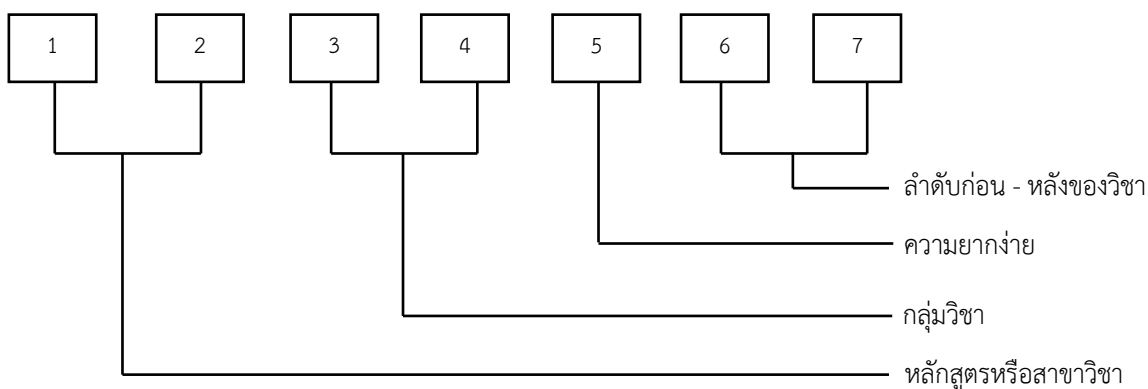 1 2 3 4 5 6 7
ลำดับก่อน - หลังของวิชา
ความยากง่าย
กลุ่มวิชา
หลักสูตรหรือสาขาวิชา